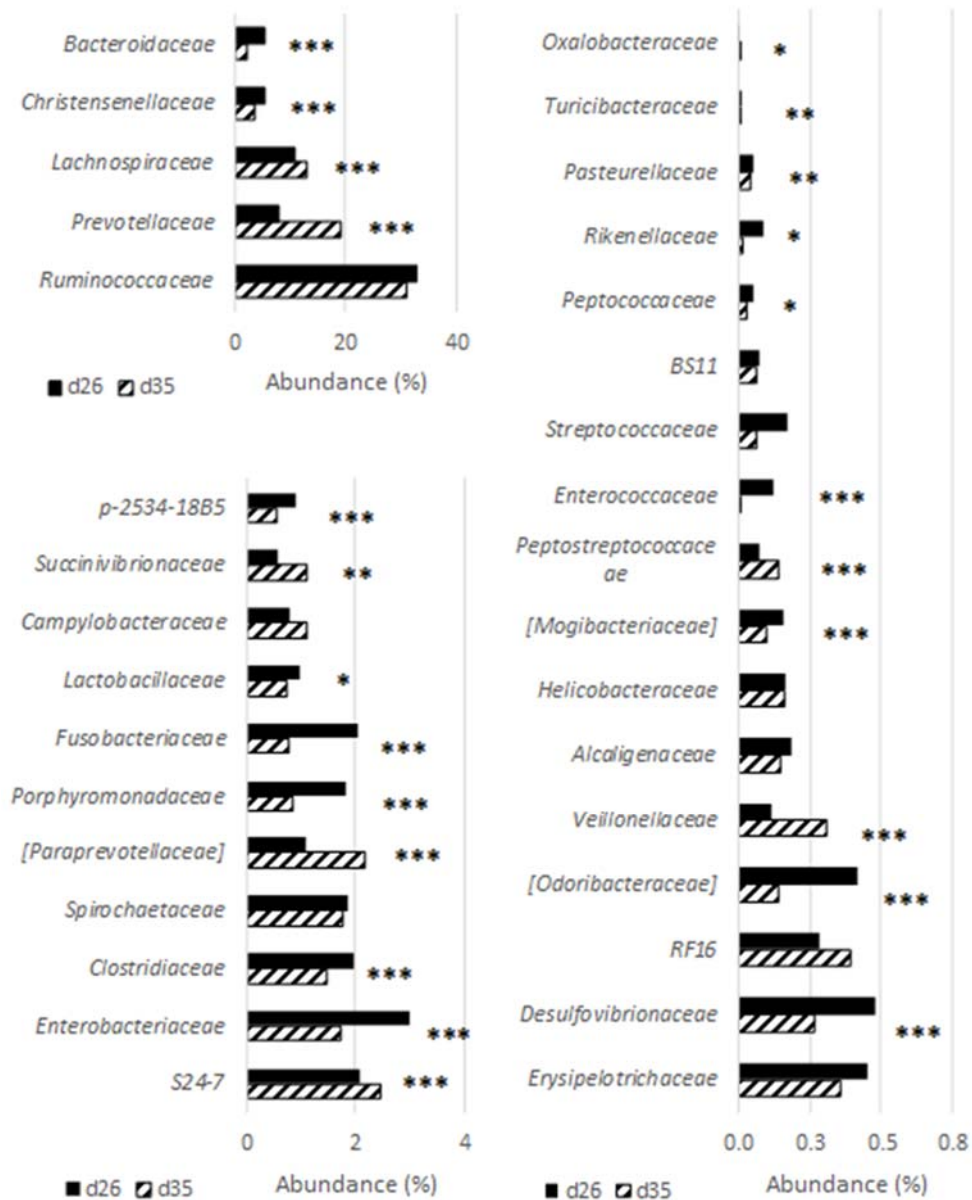 Bacteroidaceae ***
Christensenellaceae ***
Lachnospiraceae ***
Prevotellaceae ***
Ruminococcaceae
0 20 40
d26 d35 Abundance (%)
p-2534-18B5 ***
Succinivibrionaceae **
Campylobacteraceae
Lactobacillaceae *
Fusobacteriaceae ***
Porphyromonadaceae ***
[Paraprevotellaceae] ***
Spirochaetaceae
Clostridiaceae ***
Enterobacteriaceae ***
S24-7 ***
0 2 4
d26 d35 Abundance (%)
Oxalobacteraceae *
Turicibacteraceae **
Pasteurellaceae **
Rikenellaceae *
Peptococcaceae *
BS11
Streptococcaceae
Enterococcaceae ***
Peptostreptococcace
ae ***
[Mogibacteriaceae] ***
Helicobacteraceae
Alcaligenaceae
Veillonellaceae ***
[Odoribacteraceae] ***
RF16
Desulfovibrionaceae ***
Erysipelotrichaceae
0.0 0.3 0.5 0.8
d26 d35 Abundance (%)